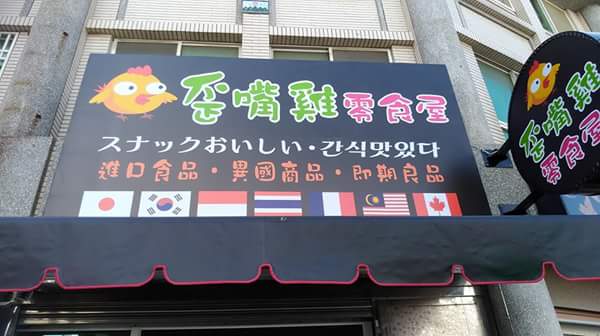 歪嘴雞零食屋
スナックおいしい・간식맛있다
進口食品・異國商品・即期良品
歪嘴雞
零食屋